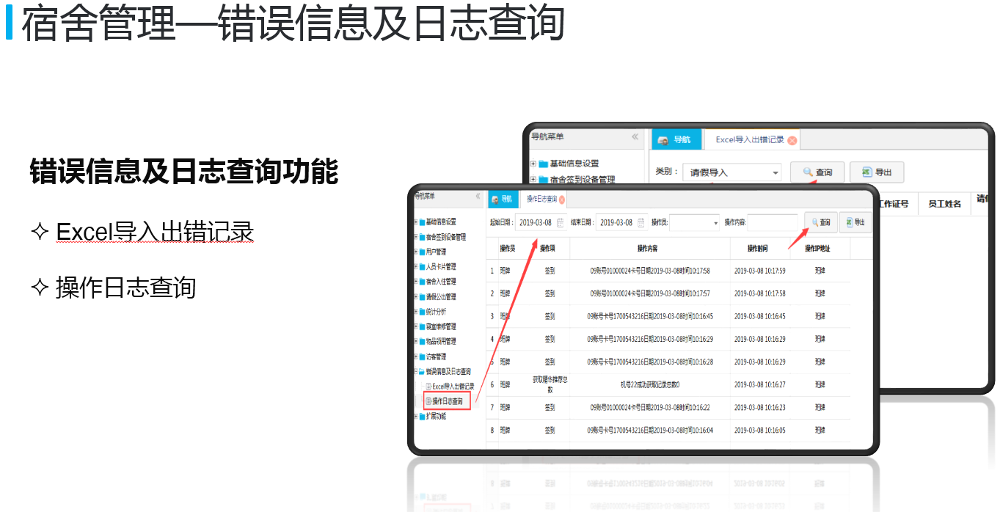 宿舍管理—错误信息及日志查询
错误信息及日志查询功能
✧ Excel导入出错记录
✧ 操作日志查询
导航菜单
导航
Excel导入出错记录
基础信息设置
类别： 请假导入 查询 导出
宿舍签到设备管理
工作证号 员工姓名
导航菜单
导航
操作日志查询
基础信息设置
宿舍签到设备管理
用户管理
人员卡片管理
宿舍入住管理
请假公出管理
统计分析
寝室维修管理
物品领用管理
访客管理
错误信息及日志查询
Excel导入出错记录
操作日志查询
扩展功能
起始日期： 2019-03-08 结束日期： 2019-03-08 操作员: 操作内容: 查询 导出
操作员 操作项 操作内容 操作时间 操作IP地址
1 班牌 签到 09账号01000024卡号日期2019-03-08时间10:17:58 2019-03-08 10:17:59 班牌
2 班牌 签到 09账号01000024卡号日期2019-03-08时间10:17:57 2019-03-08 10:17:58 班牌
3 班牌 签到 09账号卡号1700543216日期2019-03-08时间10:16:45 2019-03-08 10:16:45 班牌
4 班牌 签到 09账号卡号1700543216日期2019-03-08时间10:16:29 2019-03-08 10:16:29 班牌
5 班牌 签到 09账号卡号1700543216日期2019-03-08时间10:16:28 2019-03-08 10:16:29 班牌
6 班牌 获取精华推荐总数 机号22成功获取记录总数0 2019-03-08 10:16:27 班牌
7 班牌 签到 09账号01000024卡号日期2019-03-08时间10:16:22 2019-03-08 10:16:23 班牌
8 班牌 签到 09账号卡号1700543216日期2019-03-08时间10:16:04 2019-03-08 10:16:05 班牌